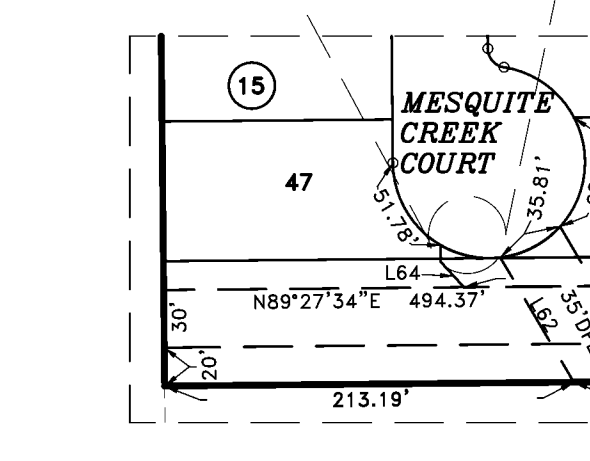 15
MESQUITE
CREEK
COURT
47
51.78'
35.81'
L64
N89°27'34"E 494.37'
30'
L62
20'
213.19'